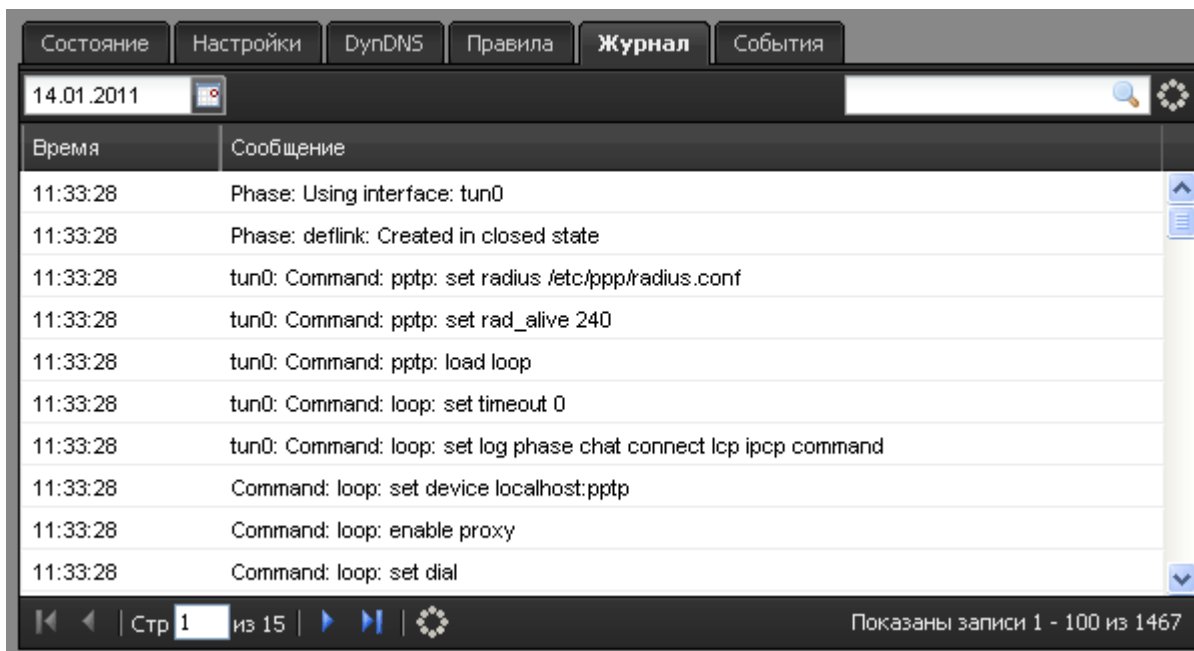 Состояние Настройки DynDNS Правила Журнал События
14.01.2011
Время Сообщение
11:33:28 Phase: Using interface: tun0
11:33:28 Phase: deflink: Created in closed state
11:33:28 tun0: Command: pptp: set radius /etc/ppp/radius.conf
11:33:28 tun0: Command: pptp: set rad_alive 240
11:33:28 tun0: Command: pptp: load loop
11:33:28 tun0: Command: loop: set timeout 0
11:33:28 tun0: Command: loop: set log phase chat connect lcp ipcp command
11:33:28 Command: loop: set device localhost:pptp
11:33:28 Command: loop: enable proxy
11:33:28 Command: loop: set dial
Стр 1 из 15 Показаны записи 1 - 100 из 1467